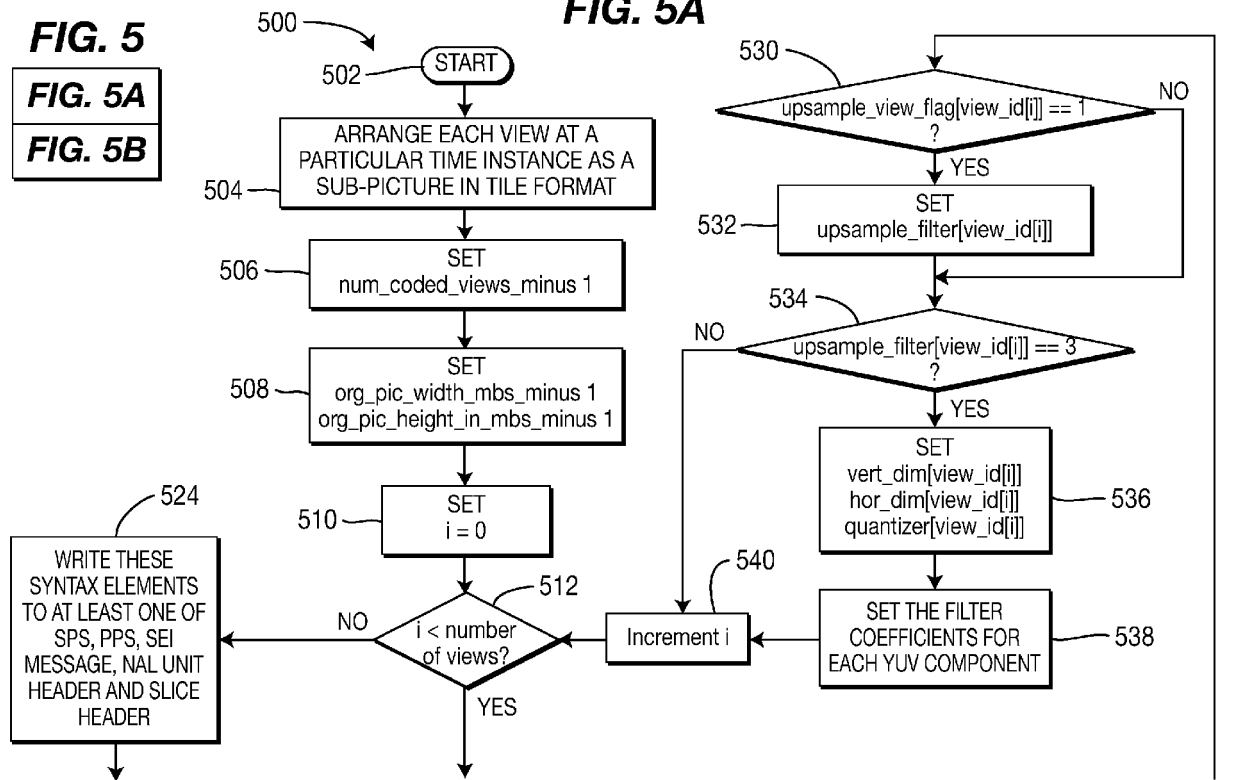 FIG. 5A
FIG. 5
FIG. 5A
FIG. 5B
500
502
START
504
ARRANGE EACH VIEW AT A
PARTICULAR TIME INSTANCE AS A
SUB-PICTURE IN TILE FORMAT
506
SET
num_coded_views_minus 1
508
SET
org_pic_width_mbs_minus 1
org_pic_height_in_mbs_minus 1
510
SET
i = 0
512
i < number
of views?
NO
YES
524
WRITE THESE
SYNTAX ELEMENTS
TO AT LEAST ONE OF
SPS, PPS, SEI
MESSAGE, NAL UNIT
HEADER AND SLICE
HEADER
530
upsample_view_flag[view_id[i]] == 1
?
NO
YES
532
SET
upsample_filter[view_id[i]]
534
upsample_filter[view_id[i]] == 3
?
NO
YES
536
SET
vert_dim[view_id[i]]
hor_dim[view_id[i]]
quantizer[view_id[i]]
538
SET THE FILTER
COEFFICIENTS FOR
EACH YUV COMPONENT
540
Increment i